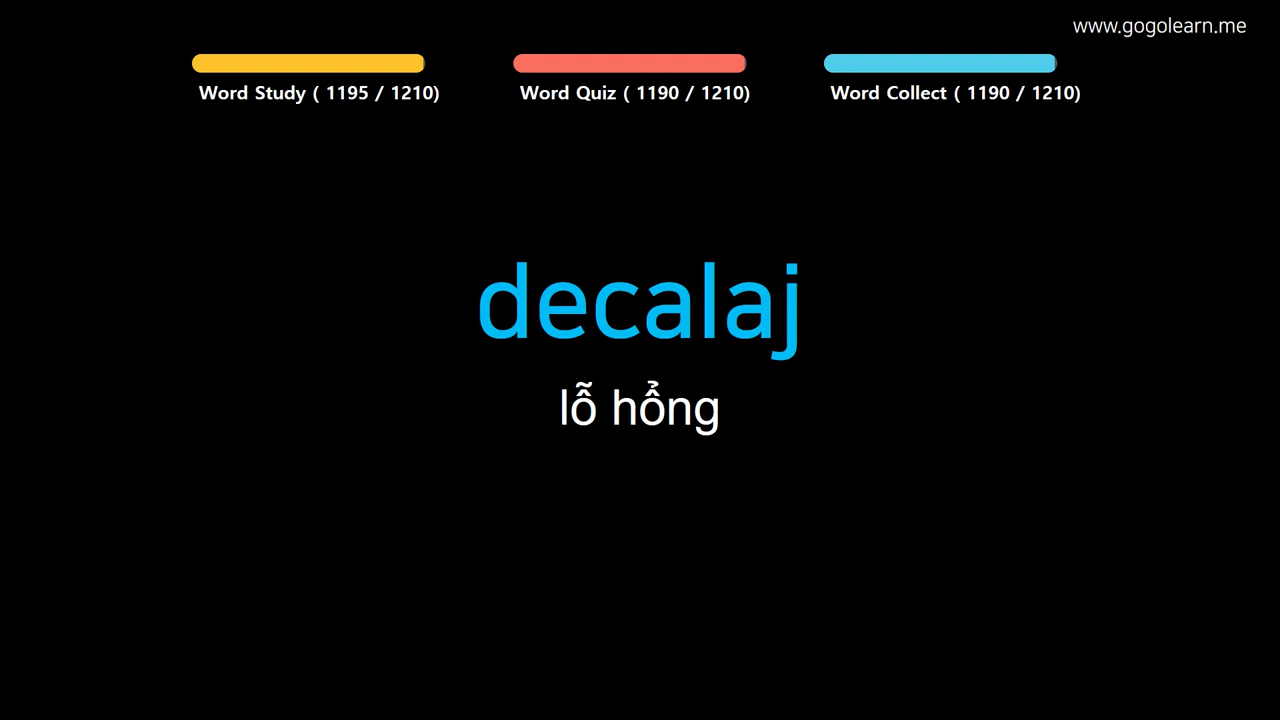 www.gogolearn.me
Word Study ( 1195 / 1210)
Word Quiz ( 1190 / 1210)
Word Collect ( 1190 / 1210)
decalaj
lỗ hổng